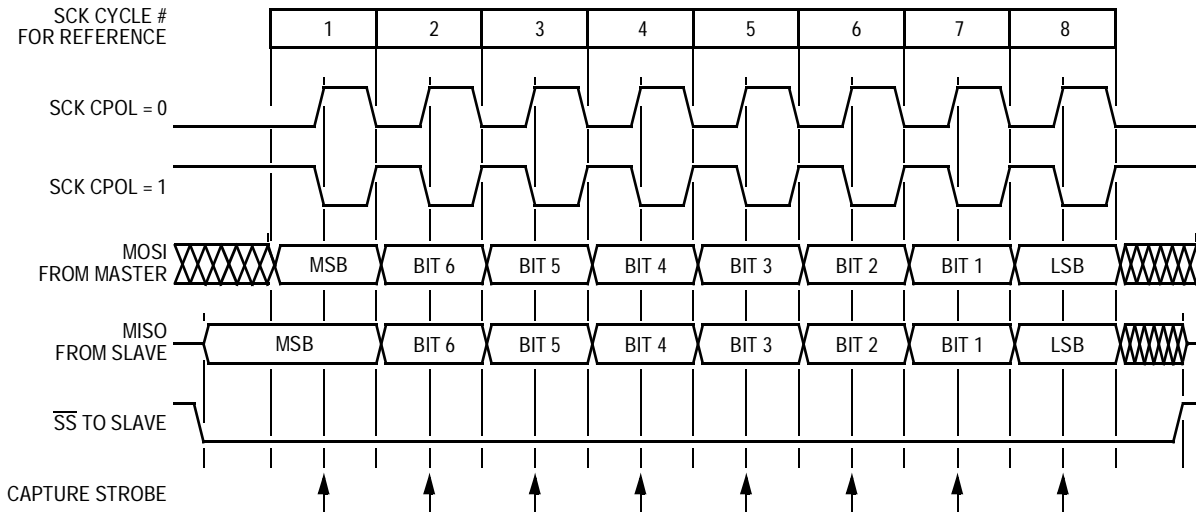 SCK CYCLE #
FOR REFERENCE
1 2 3 4 5 6 7 8
SCK CPOL = 0
SCK CPOL = 1
MOSI
FROM MASTER
MSB BIT 6 BIT 5 BIT 4 BIT 3 BIT 2 BIT 1 LSB
MISO
FROM SLAVE
MSB BIT 6 BIT 5 BIT 4 BIT 3 BIT 2 BIT 1 LSB
SS TO SLAVE
CAPTURE STROBE